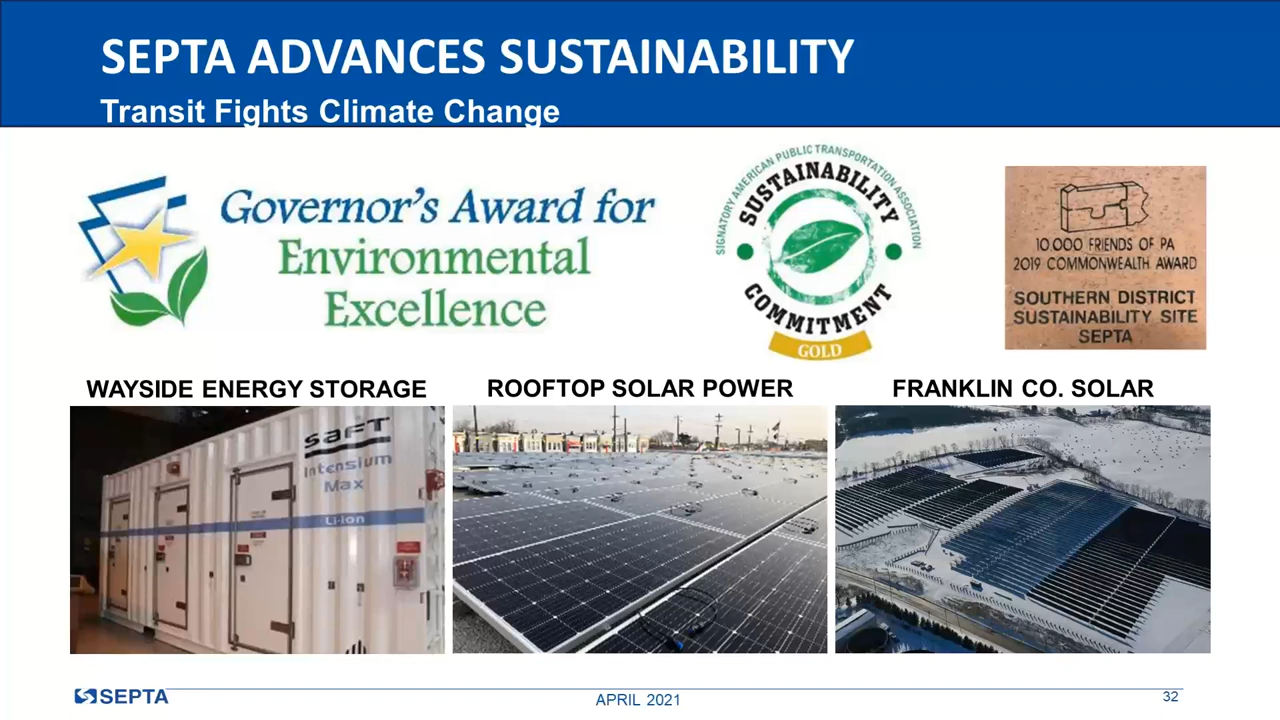 SEPTA ADVANCES SUSTAINABILITY
Transit Fights Climate Change
Governor's Award for
Environmental
Excellence
SIGNATORY AMERICAN PUBLIC TRANSPORTATION ASSOCIATION
SUSTAINABILITY
COMMITMENT
GOLD
10,000 FRIENDS OF PA
2019 COMMONWEALTH AWARD
SOUTHERN DISTRICT
SUSTAINABILITY SITE
SEPTA
WAYSIDE ENERGY STORAGE
ROOFTOP SOLAR POWER
FRANKLIN CO. SOLAR
saft
Intensium
Max
Li-ion
SEPTA
APRIL 2021
32